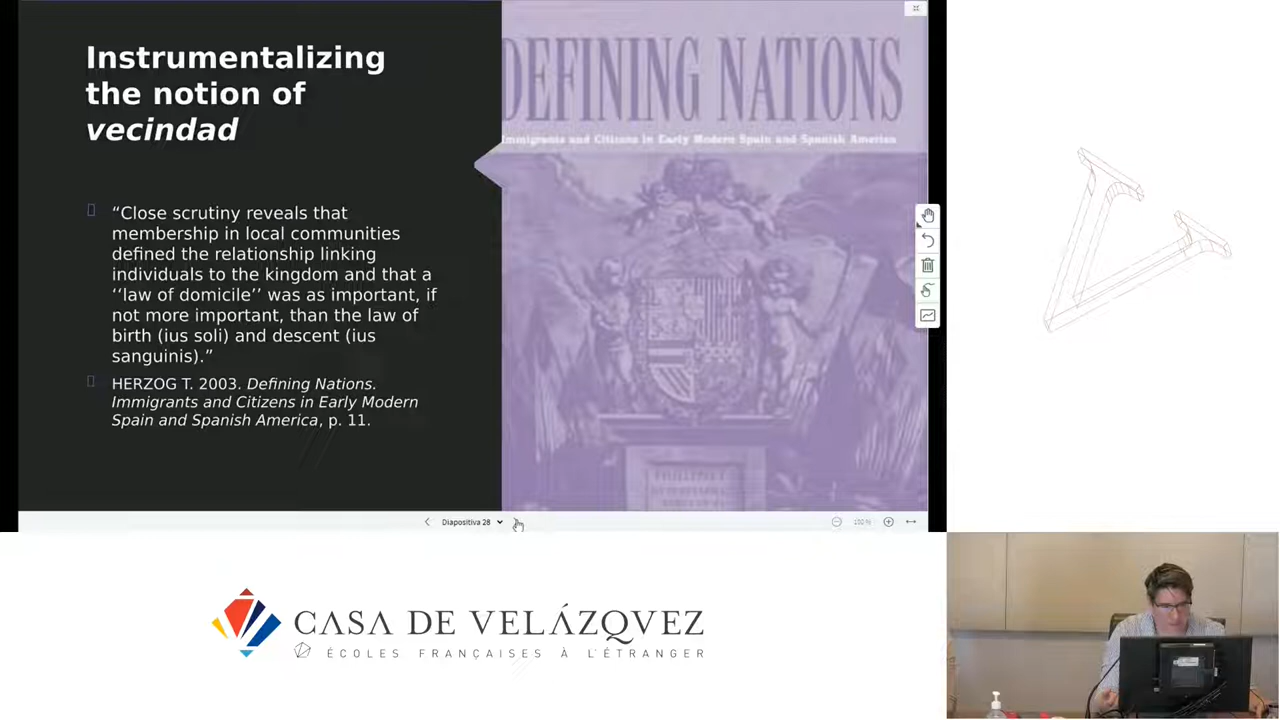 Instrumentalizing
the notion of
vecindad
“Close scrutiny reveals that
membership in local communities
defined the relationship linking
individuals to the kingdom and that a
‘‘law of domicile’’ was as important, if
not more important, than the law of
birth (ius soli) and descent (ius
sanguinis).”
HERZOG T. 2003. Defining Nations.
Immigrants and Citizens in Early Modern
Spain and Spanish America, p. 11.
DEFINING NATIONS
Immigrants and Citizens in Early Modern Spain and Spanish America
Diapositiva 28
100 %
CASA DE VELÁZQVEZ
ÉCOLES FRANÇAISES À L'ÉTRANGER